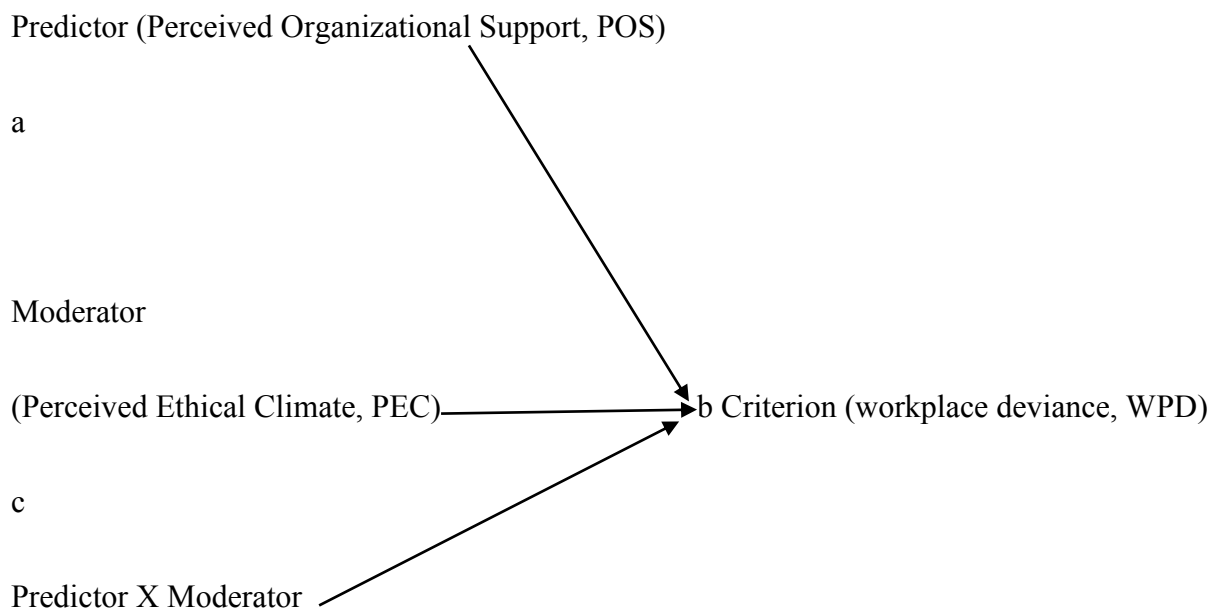 Predictor (Perceived Organizational Support, POS)
a
Moderator
(Perceived Ethical Climate, PEC) b Criterion (workplace deviance, WPD)
c
Predictor X Moderator